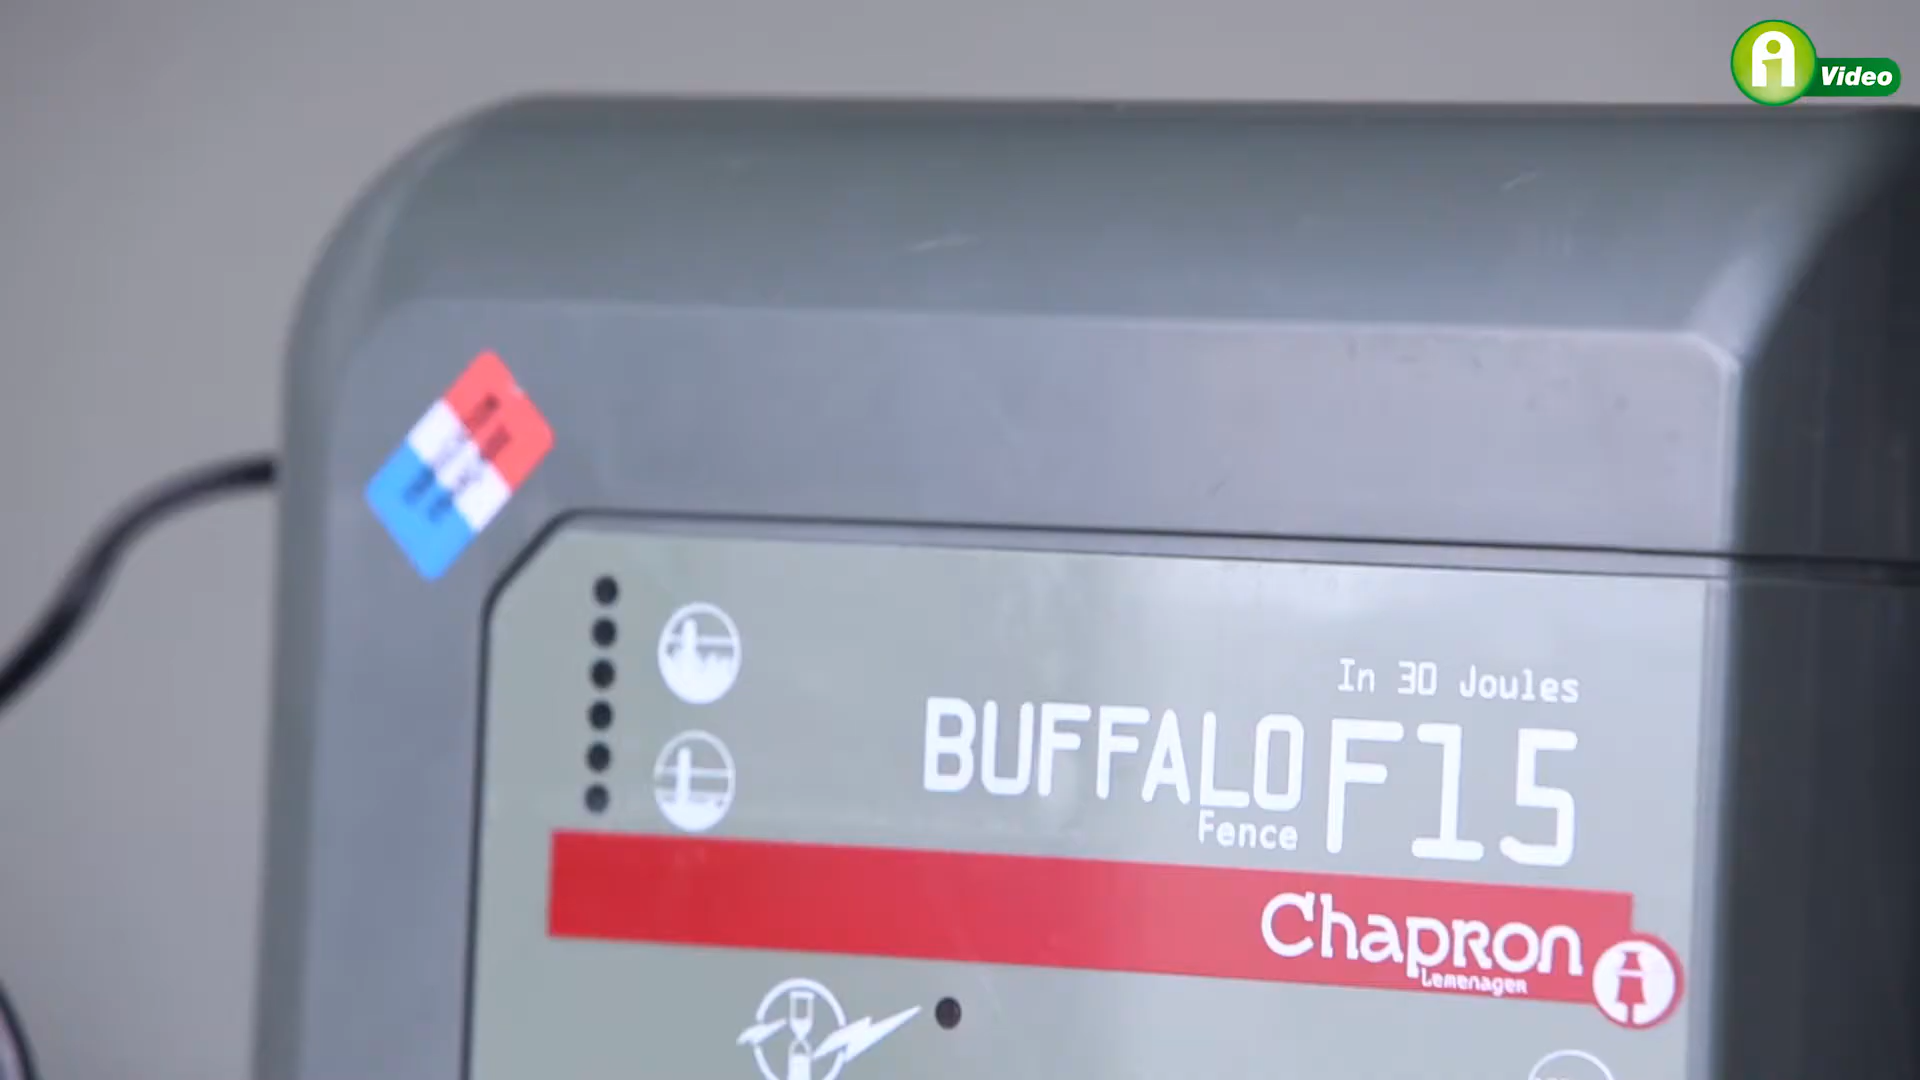 Video
In 30 Joules
BUFFALO F15
Fence
Chapron
Lemenager